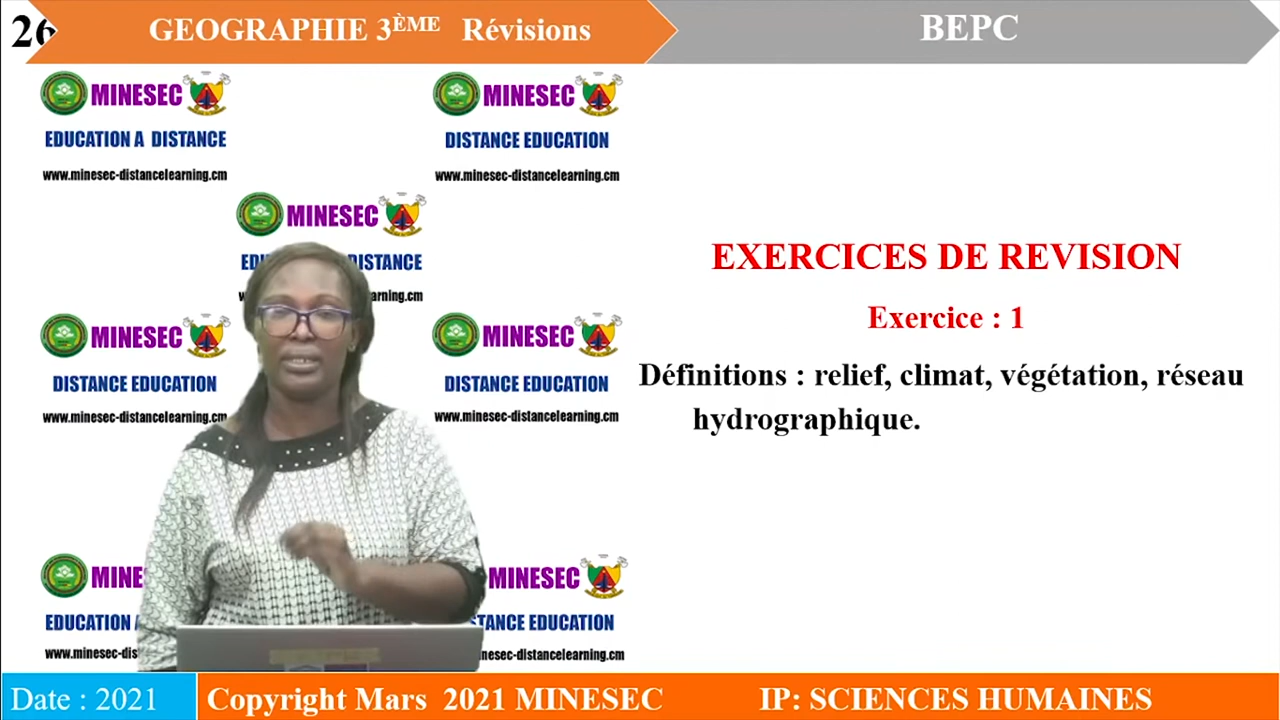 26
GEOGRAPHIE 3ÈME Révisions
BEPC
MINESEC
EDUCATION A DISTANCE
www.minesec-distancelearning.cm
MINESEC
DISTANCE EDUCATION
www.minesec-distancelearning.cm
MINESEC
DISTANCE
MINESEC
DISTANCE EDUCATION
www.minesec-distancelearning.cm
MINESEC
DISTANCE EDUCATION
www.minesec-distancelearning.cm
EDUCATION
MINESEC
EDUCATION
EXERCICES DE REVISION
Exercice : 1
Définitions : relief, climat, végétation, réseau
hydrographique.
Date : 2021
Copyright Mars 2021 MINESEC
IP: SCIENCES HUMAINES